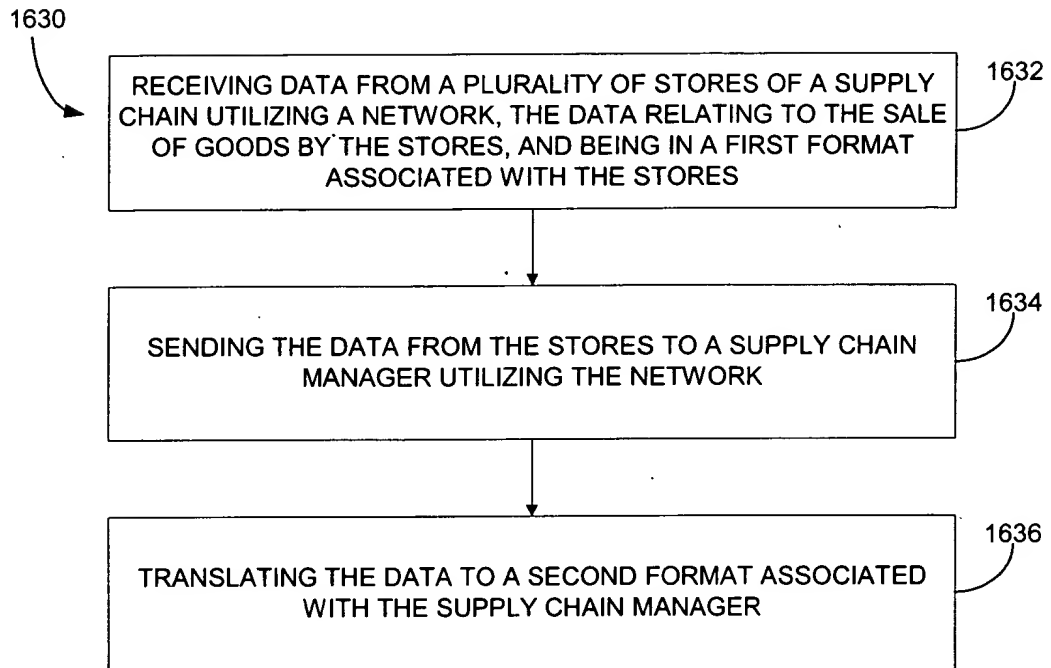 1630
RECEIVING DATA FROM A PLURALITY OF STORES OF A SUPPLY
CHAIN UTILIZING A NETWORK, THE DATA RELATING TO THE SALE
OF GOODS BY THE STORES, AND BEING IN A FIRST FORMAT
ASSOCIATED WITH THE STORES
1632
SENDING THE DATA FROM THE STORES TO A SUPPLY CHAIN
MANAGER UTILIZING THE NETWORK
1634
TRANSLATING THE DATA TO A SECOND FORMAT ASSOCIATED
WITH THE SUPPLY CHAIN MANAGER
1636